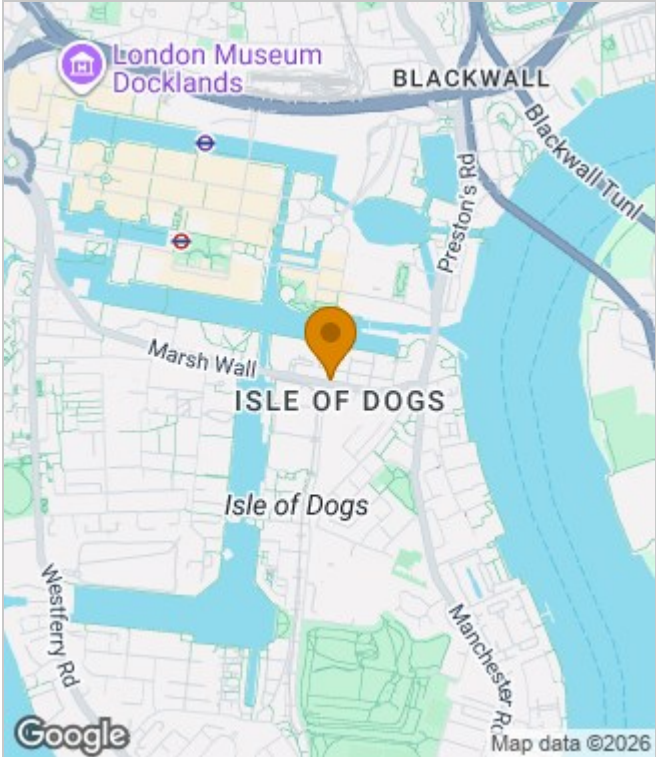 London Museum
Docklands
BLACKWALL
Blackwall Tunl
Preston's Rd
Marsh Wall
ISLE OF DOGS
Isle of Dogs
Westferry Rd
Manchester Rd
Google
Map data ©2026